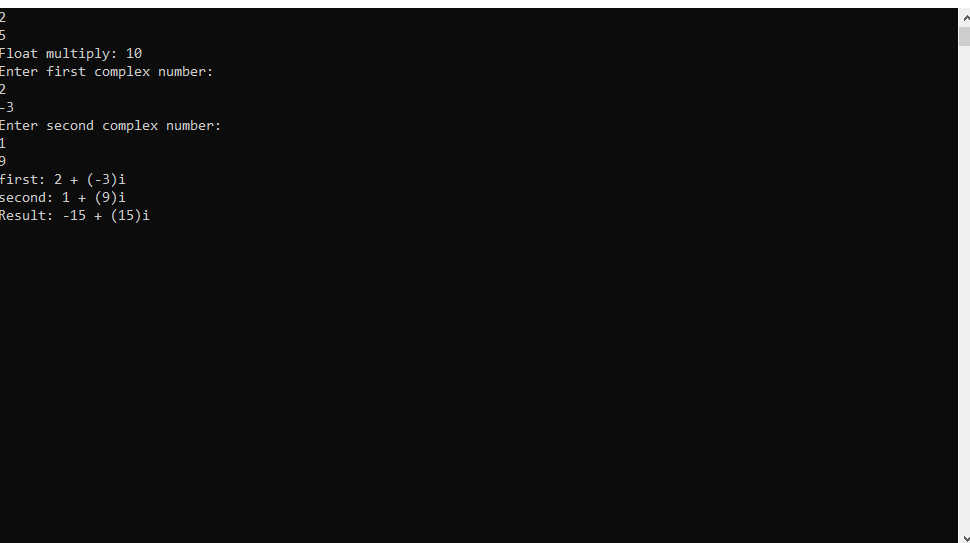 2
5
Float multiply: 10
Enter first complex number:
2
-3
Enter second complex number:
1
9
first: 2 + (-3)i
second: 1 + (9)i
Result: -15 + (15)i